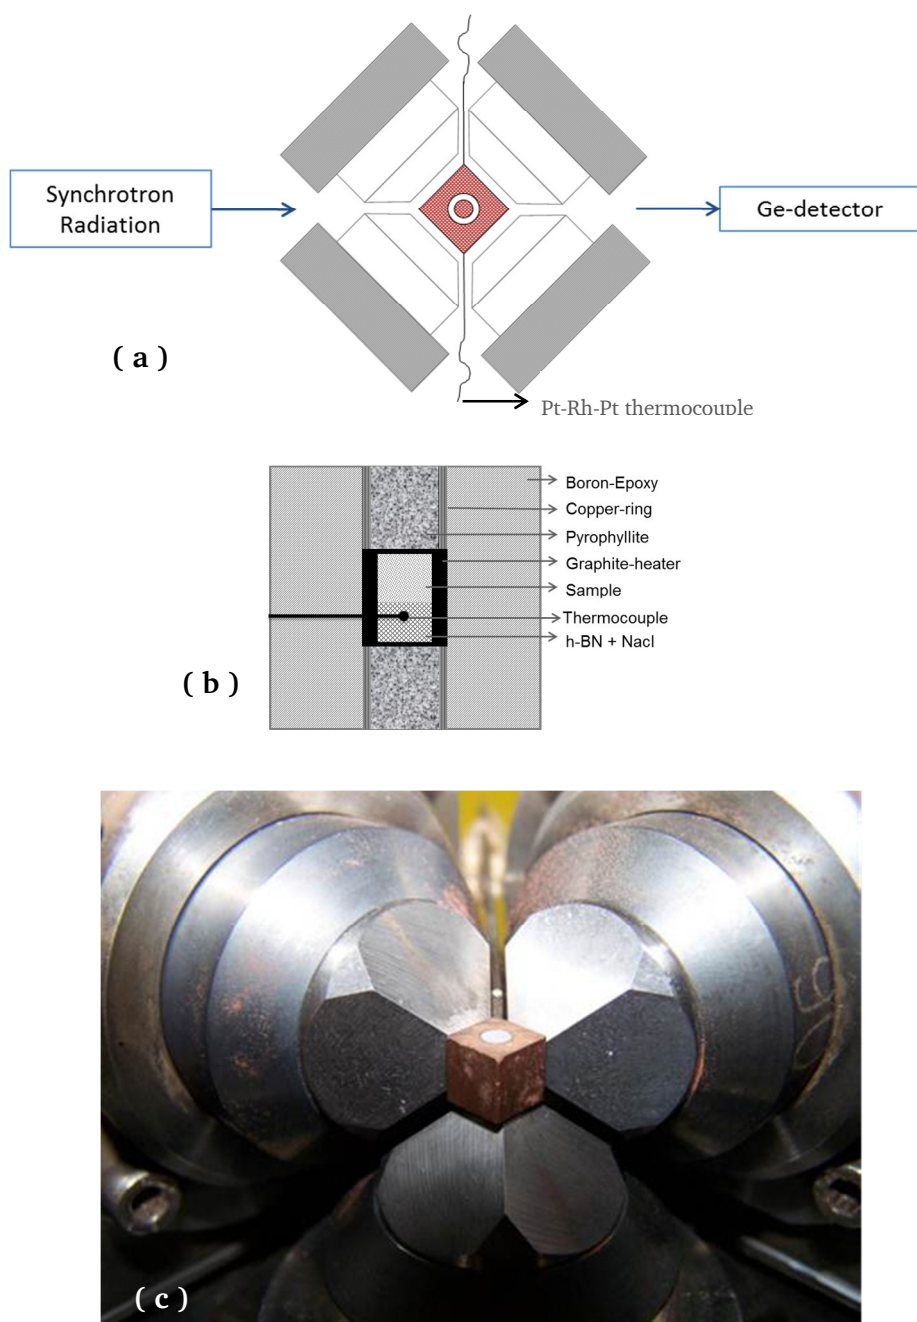 Synchrotron
Radiation
Ge-detector
( a )
Pt-Rh-Pt thermocouple
Boron-Epoxy
Copper-ring
Pyrophyllite
Graphite-heater
Sample
Thermocouple
h-BN + Nacl
( b )
( c )